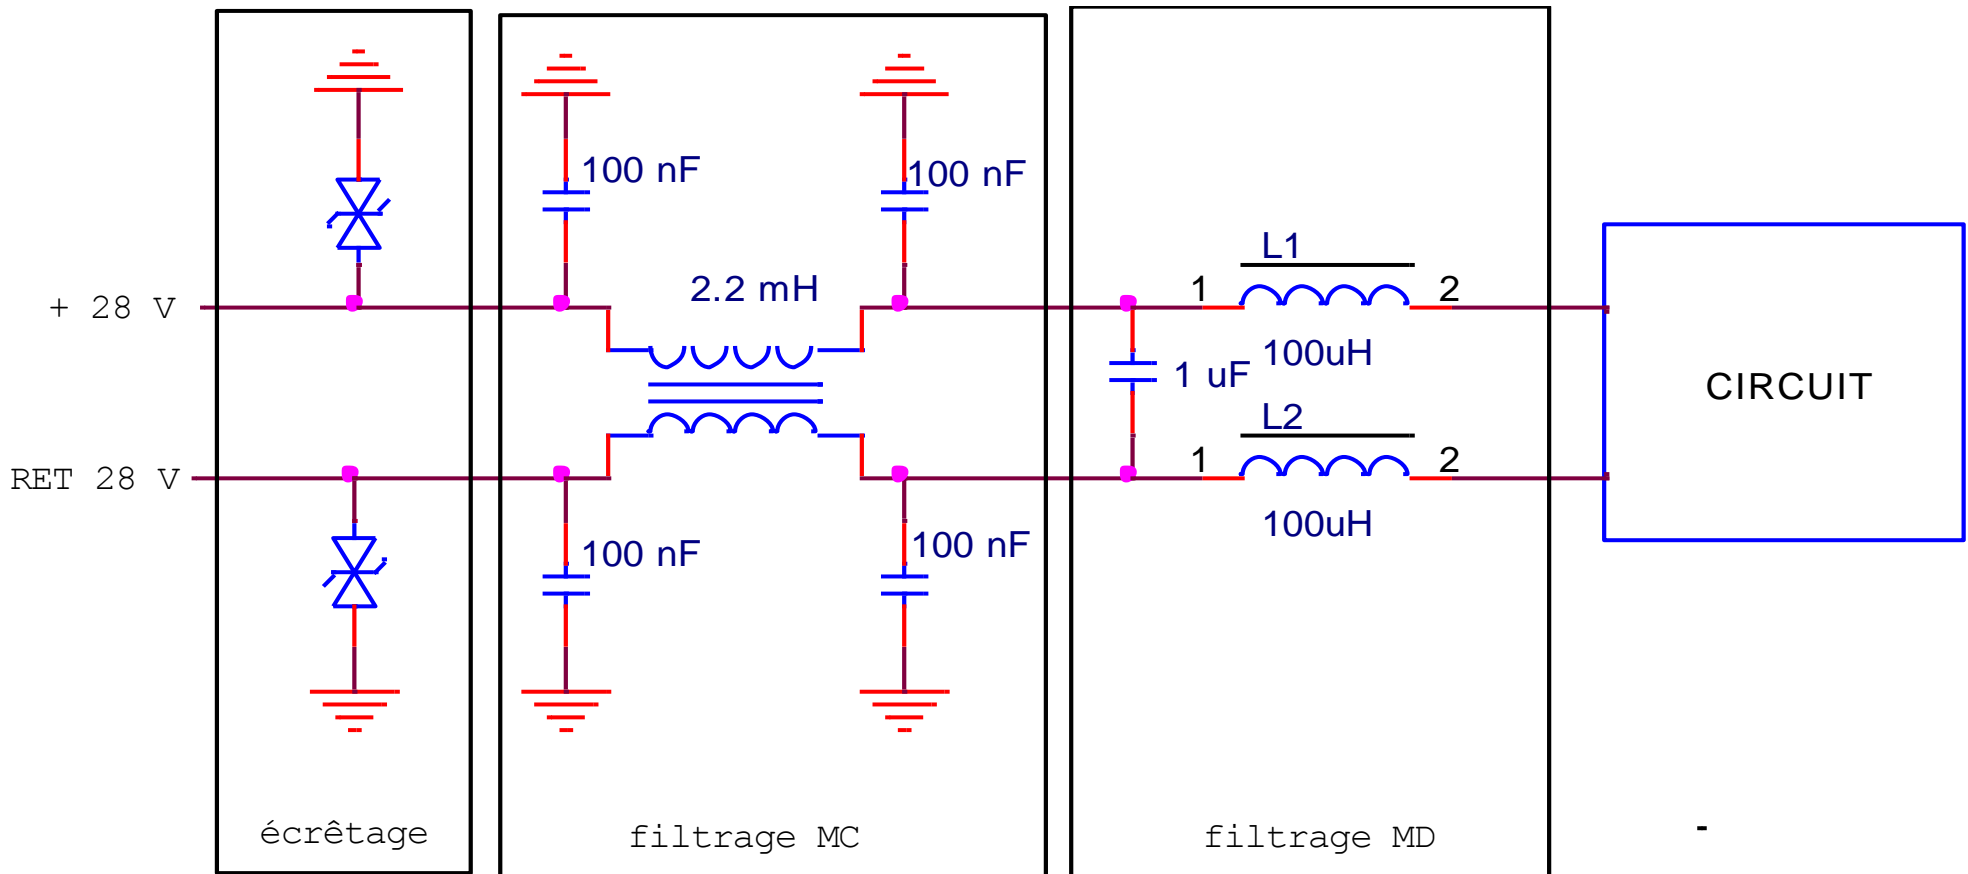 100 nF
100 nF
L1
+ 28 V
2.2 mH
1
2
100uH
1 uF
CIRCUIT
L2
RET 28 V
1
2
100uH
100 nF
100 nF
écrêtage
filtrage MC
filtrage MD
-